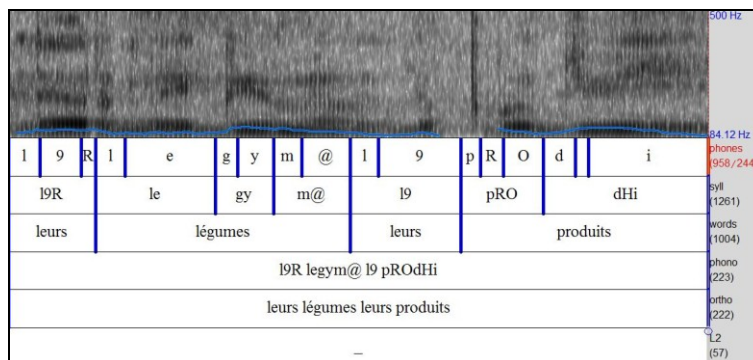 500 Hz
84.12 Hz
l 9 R l e g y m @ l 9 p R O d i phones
(958/244
l9R le gy m@ l9 pRO dHi syll
(1261)
leurs légumes leurs produits words
(1004)
l9R legym@ l9 pROdHi phono
(223)
leurs légumes leurs produits ortho
(222)
_ L2
(57)